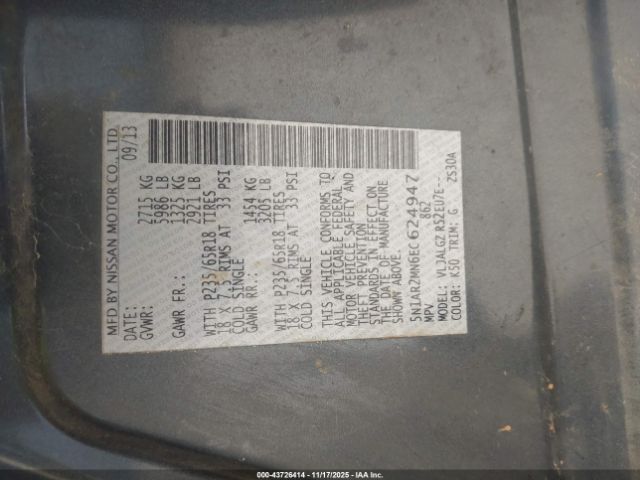 MFD BY NISSAN MOTOR CO., LTD.
DATE: 09/13
GVWR: 2715 KG
5986 LB
GAWR FR.: 1325 KG
2921 LB
WITH P235/65R18 TIRES
18 X 7.5 RIMS AT 33 PSI
COLD SINGLE
GAWR RR.: 1454 KG
3205 LB
WITH P235/65R18 TIRES
18 X 7.5 RIMS AT 33 PSI
COLD SINGLE
THIS VEHICLE CONFORMS TO
ALL APPLICABLE FEDERAL
MOTOR VEHICLE SAFETY AND
THEFT PREVENTION
STANDARDS IN EFFECT ON
THE DATE OF MANUFACTURE
SHOWN ABOVE.
5N1AR2MN6EC624947
MPV 862
MODEL: VLJALGZ R52EU7E--
COLOR: K50 TRIM: G ZS30A
000-43726414 - 11/17/2025 - IAAI.COM